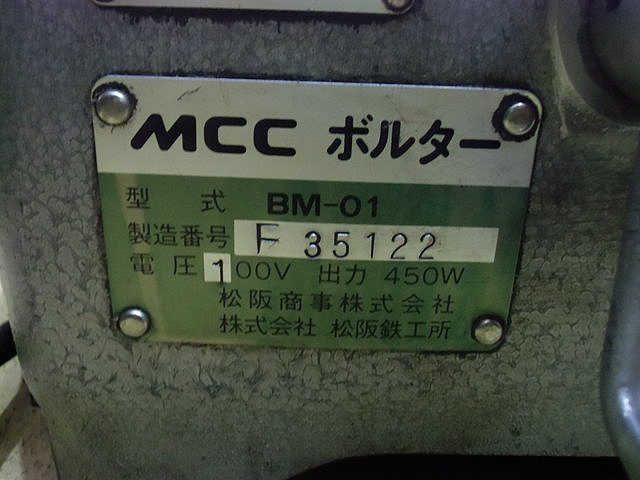 MCC ボルター
型式 BM-01
製造番号 F 35122
電圧 100V 出力 450W
松阪商事株式会社
株式会社 松阪鉄工所